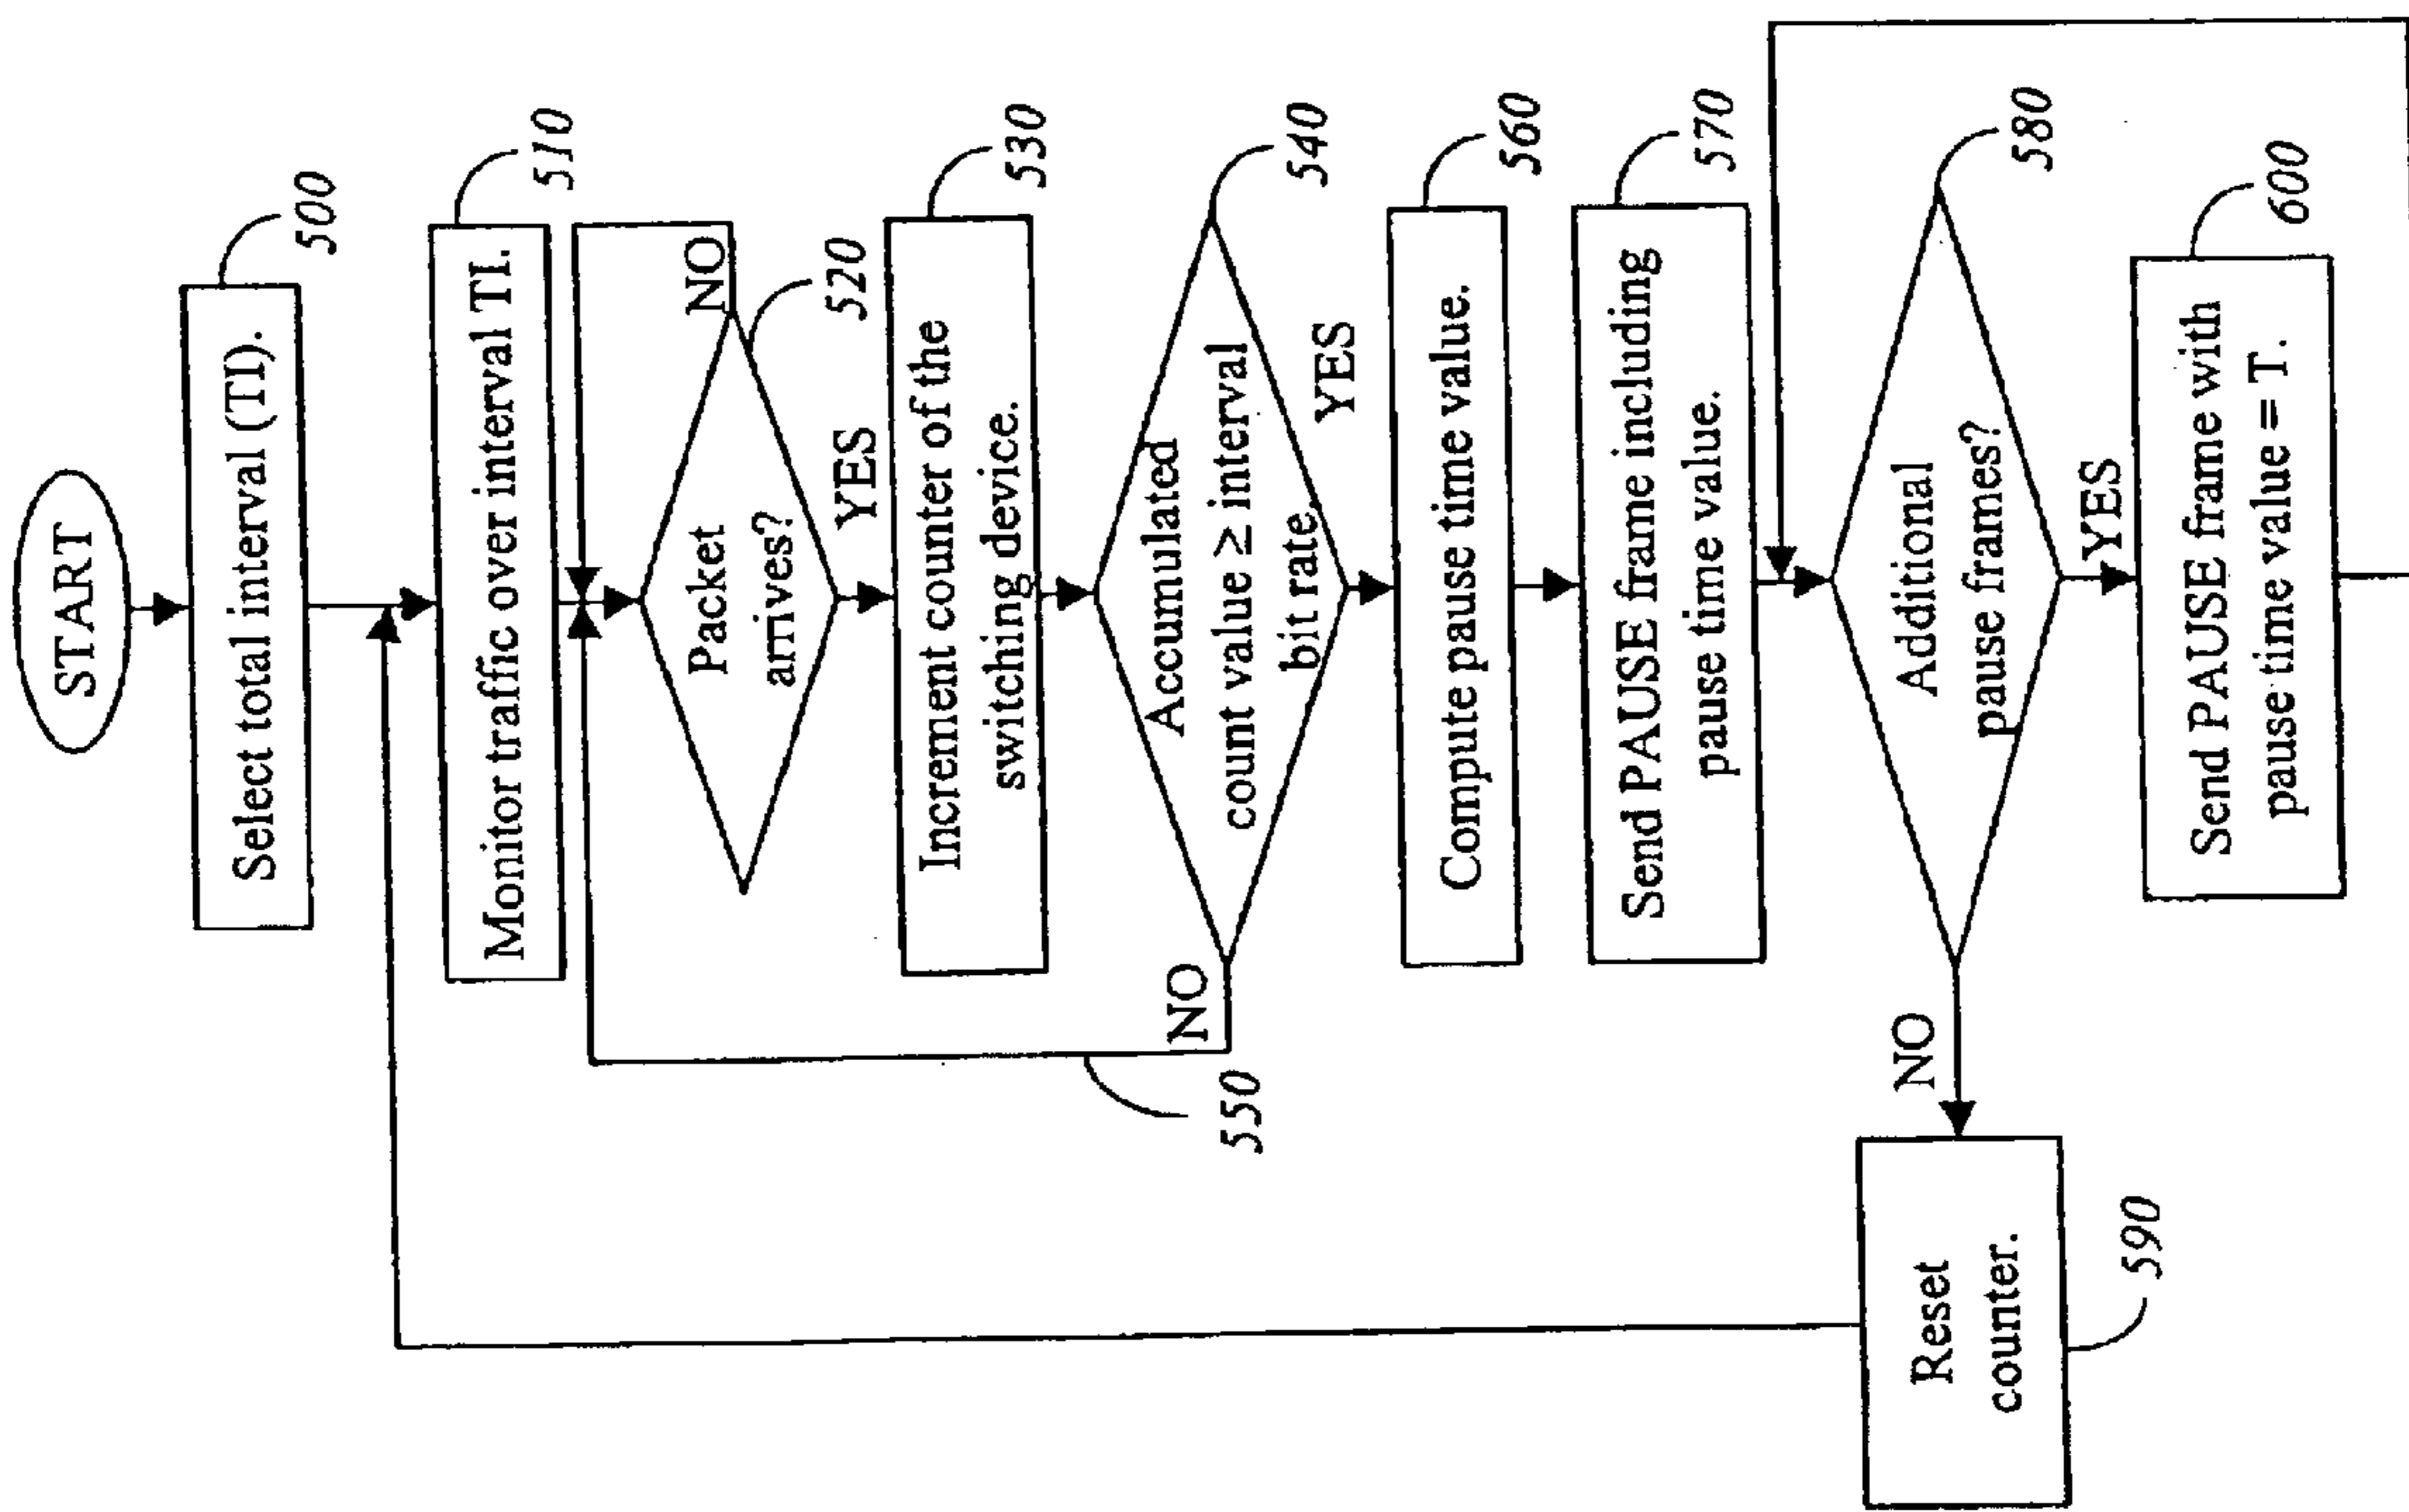 START
Select total interval (TI).
500
Monitor traffic over interval TI.
510
NO
Packet
arrives?
520
YES
Increment counter of the
switching device.
530
Accumulated
count value ≥ interval
bit rate
540
NO
550
YES
Compute pause time value.
560
Send PAUSE frame including
pause time value.
570
Additional
pause frames?
580
NO
Reset
counter.
590
YES
Send PAUSE frame with
pause time value = T.
600